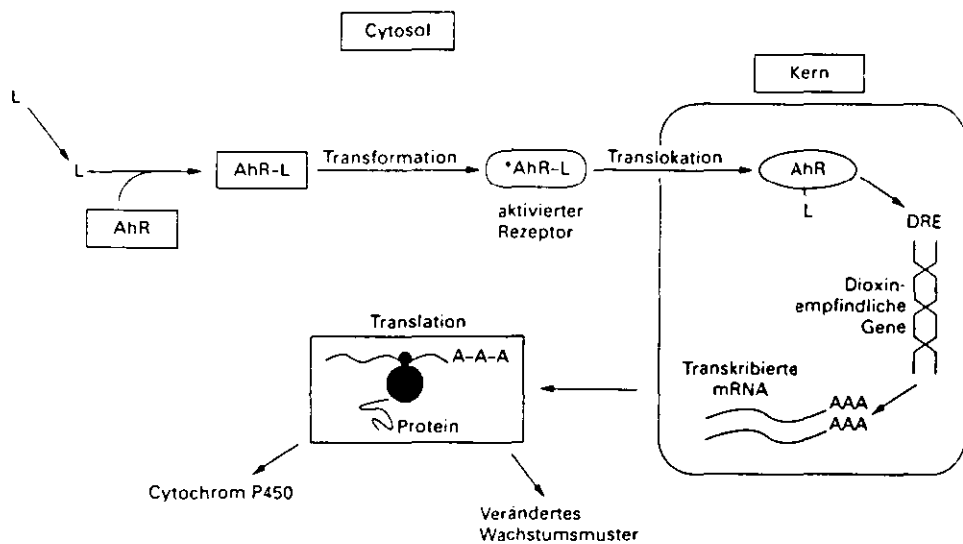 Cytosol
Kern
L
L
AhR
AhR-L
Transformation
*AhR-L
aktivierter
Rezeptor
Translokation
AhR
L
DRE
Dioxin-
empfindliche
Gene
Transkribierte
mRNA
AAA
AAA
Translation
A-A-A
Protein
Cytochrom P450
Verändertes
Wachstumsmuster